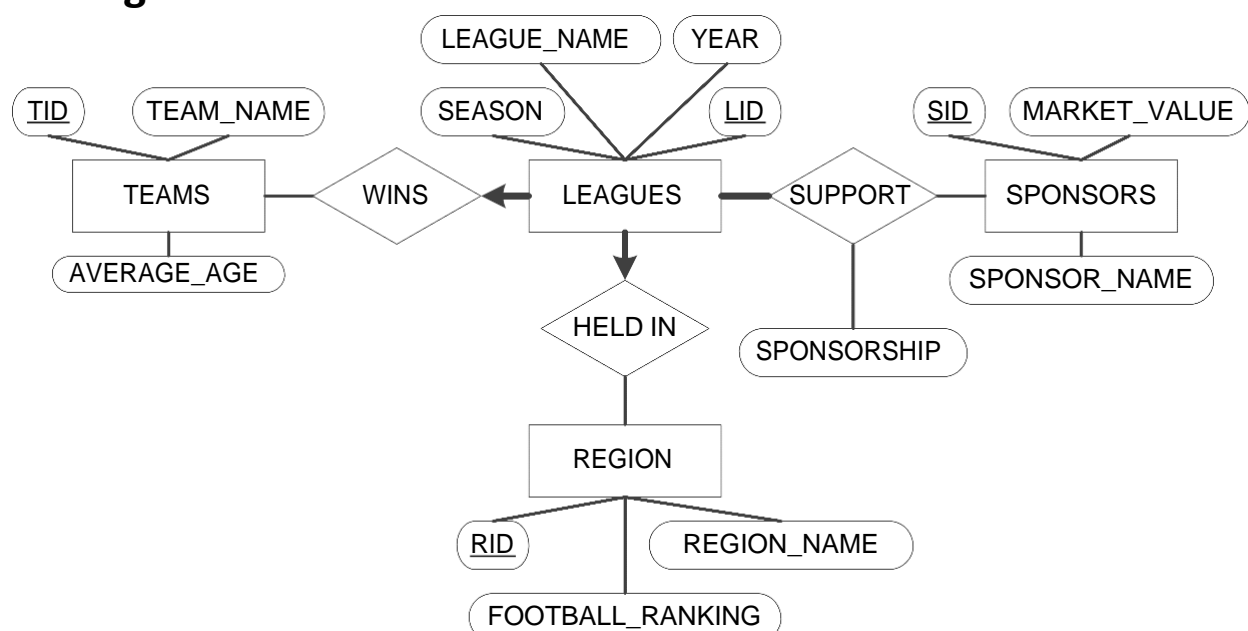 LEAGUE_NAME
YEAR
TID
TEAM_NAME
SEASON
LID
SID
MARKET_VALUE
TEAMS
WINS
LEAGUES
SUPPORT
SPONSORS
AVERAGE_AGE
SPONSOR_NAME
HELD IN
SPONSORSHIP
REGION
RID
REGION_NAME
FOOTBALL_RANKING